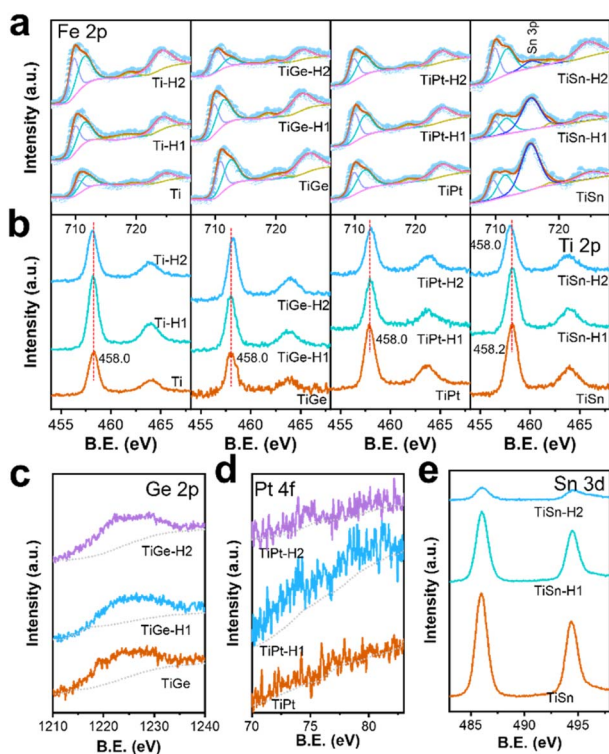 a
Fe 2p
Ti-H2
Ti-H1
Ti
TiGe-H2
TiGe-H1
TiGe
TiPt-H2
TiPt-H1
TiPt
Sn 3p
TiSn-H2
TiSn-H1
TiSn
Intensity (a.u.)
710 720 710 720 710 720 710 720
b
Ti 2p
Ti-H2
Ti-H1
458.0
Ti
TiGe-H2
TiGe-H1
458.0
TiGe
TiPt-H2
TiPt-H1
458.0
TiPt
458.0
TiSn-H2
TiSn-H1
458.2
TiSn
Intensity (a.u.)
455 460 465 455 460 465 455 460 465 455 460 465
B.E. (eV) B.E. (eV) B.E. (eV) B.E. (eV)
c
Ge 2p
TiGe-H2
TiGe-H1
TiGe
Intensity (a.u.)
1210 1220 1230 1240
B.E. (eV)
d
Pt 4f
TiPt-H2
TiPt-H1
TiPt
Intensity (a.u.)
70 75 80
B.E. (eV)
e
Sn 3d
TiSn-H2
TiSn-H1
TiSn
Intensity (a.u.)
485 490 495
B.E. (eV)